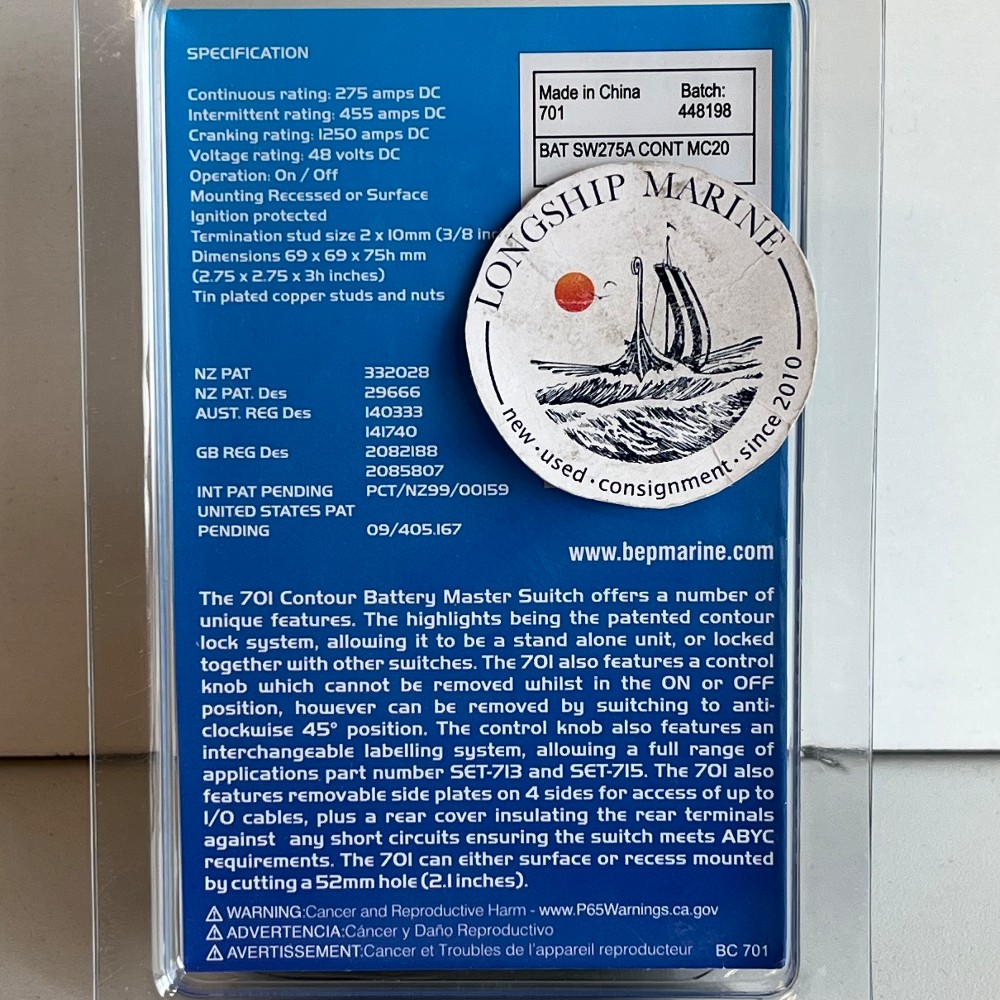 SPECIFICATION
Continuous rating: 275 amps DC
Intermittent rating: 455 amps DC
Cranking rating: 1250 amps DC
Voltage rating: 48 volts DC
Operation: On / Off
Mounting Recessed or Surface
Ignition protected
Termination stud size 2 x 10mm (3/8
Dimensions 69 x 69 x 75h mm
(2.75 x 2.75 x 3h inches)
Tin plated copper studs and nuts
Made in China Batch:
701 448198
BAT SW275A CONT MC20
LONGSHIP MARINE
new · used · consignment · since 2010
NZ PAT 332028
NZ PAT. Des 29666
AUST. REG Des 140333
141740
GB REG Des 2082188
2085807
INT PAT PENDING PCT/NZ99/00159
UNITED STATES PAT
PENDING 09/405.167
www.bepmarine.com
The 701 Contour Battery Master Switch offers a number of
unique features. The highlights being the patented contour
lock system, allowing it to be a stand alone unit, or locked
together with other switches. The 701 also features a control
knob which cannot be removed whilst in the ON or OFF
position, however can be removed by switching to anti-
clockwise 45° position. The control knob also features an
interchangeable labelling system, allowing a full range of
applications part number SET-713 and SET-715. The 701 also
features removable side plates on 4 sides for access of up to
1/0 cables, plus a rear cover insulating the rear terminals
against any short circuits ensuring the switch meets ABYC
requirements. The 701 can either surface or recess mounted
by cutting a 52mm hole (2.1 inches).
⚠ WARNING:Cancer and Reproductive Harm - www.P65Warnings.ca.gov
⚠ ADVERTENCIA:Cáncer y Daño Reproductivo
⚠ AVERTISSEMENT:Cancer et Troubles de l'appareil reproducteur BC 701